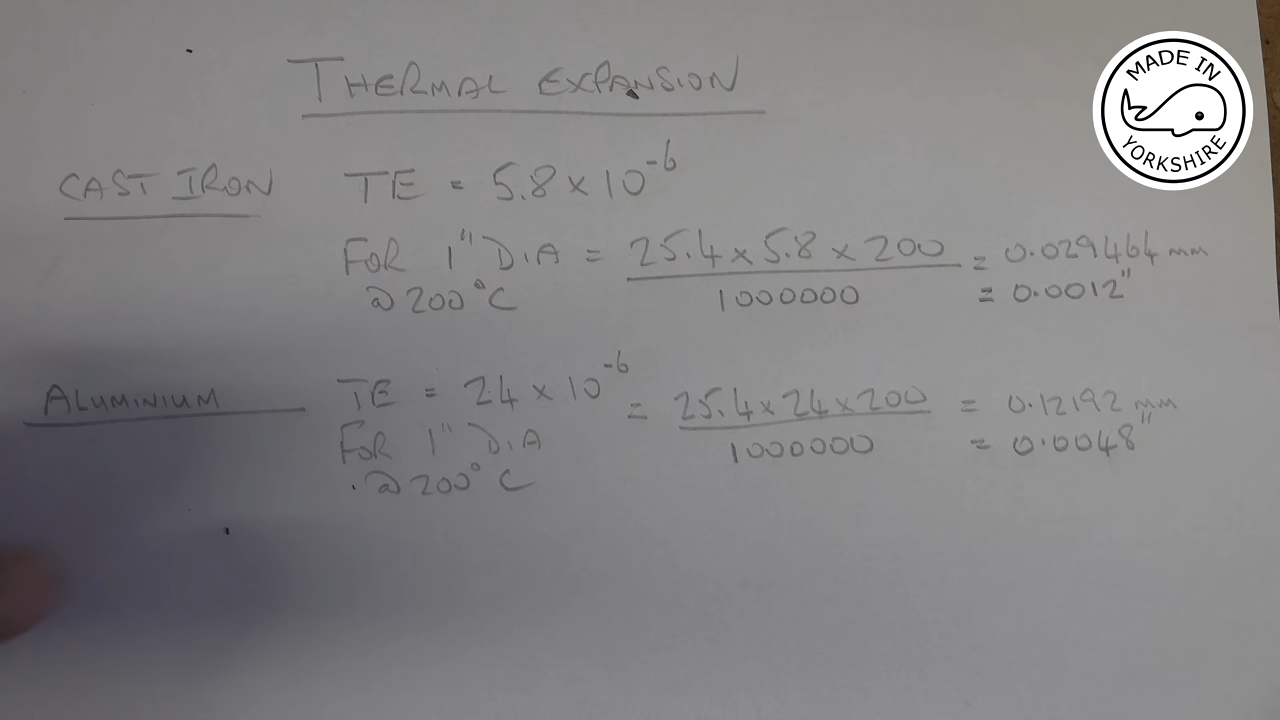 THERMAL EXPANSION
MADE IN
YORKSHIRE
CAST IRON TE = 5.8 × 10⁻⁶
FOR 1" DIA = 25.4 × 5.8 × 200 = 0.029464 mm
@ 200°C 1000000 = 0.0012"
ALUMINIUM TE = 24 × 10⁻⁶ = 25.4 × 24 × 200 = 0.12192 mm
FOR 1" DIA 1000000 = 0.0048"
@ 200°C